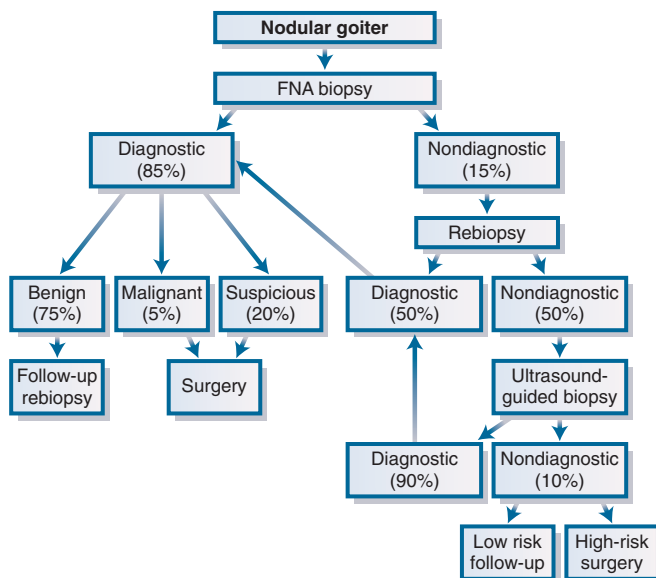 Nodular goiter
FNA biopsy
Diagnostic
(85%)
Nondiagnostic
(15%)
Rebiopsy
Benign
(75%)
Malignant
(5%)
Suspicious
(20%)
Diagnostic
(50%)
Nondiagnostic
(50%)
Follow-up
rebiopsy
Surgery
Ultrasound-
guided biopsy
Diagnostic
(90%)
Nondiagnostic
(10%)
Low risk
follow-up
High-risk
surgery